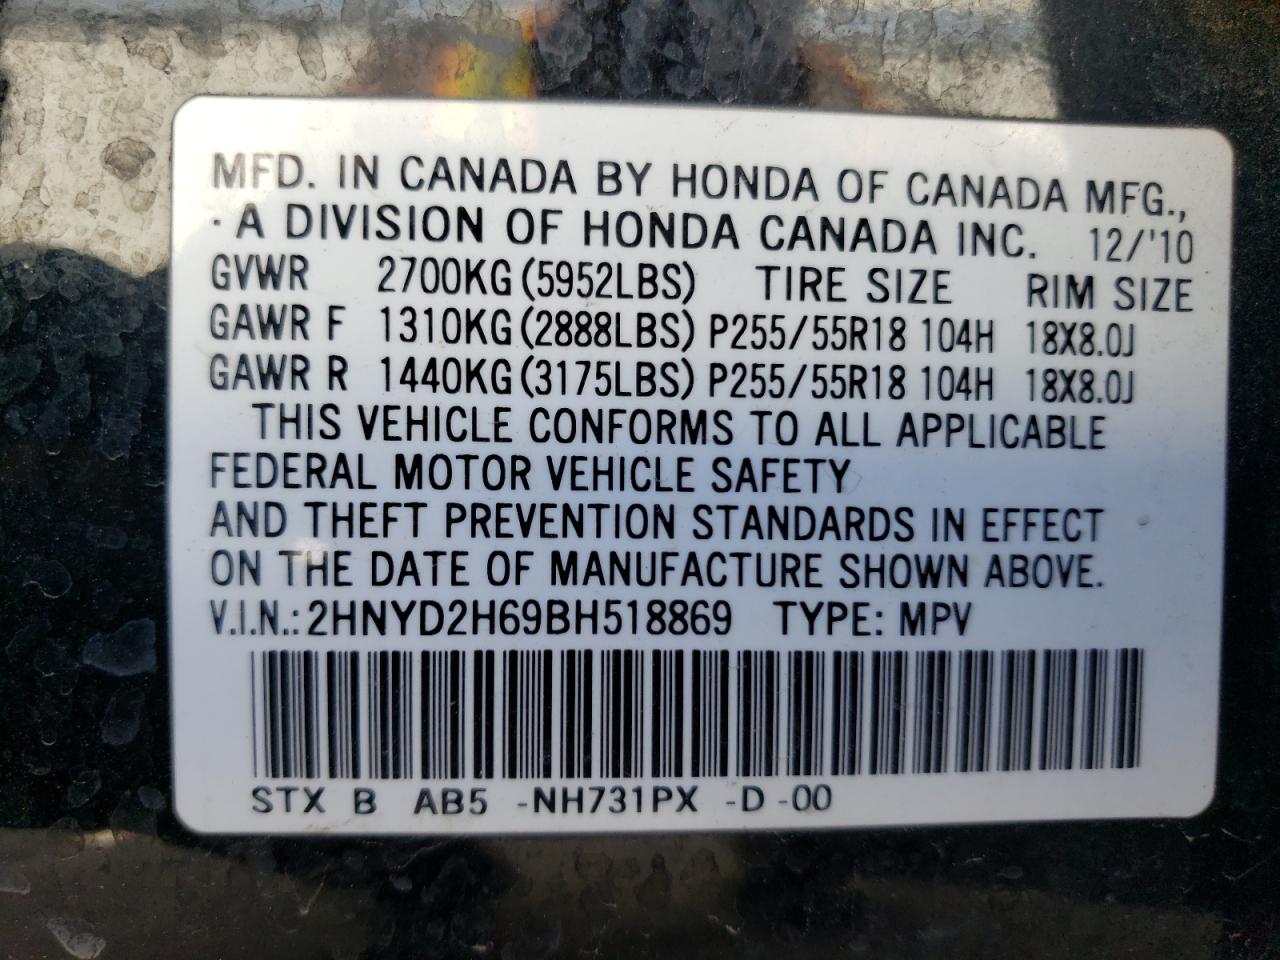 MFD. IN CANADA BY HONDA OF CANADA MFG.,
· A DIVISION OF HONDA CANADA INC. 12/'10
GVWR 2700KG (5952LBS) TIRE SIZE RIM SIZE
GAWR F 1310KG (2888LBS) P255/55R18 104H 18X8.0J
GAWR R 1440KG (3175LBS) P255/55R18 104H 18X8.0J
THIS VEHICLE CONFORMS TO ALL APPLICABLE
FEDERAL MOTOR VEHICLE SAFETY
AND THEFT PREVENTION STANDARDS IN EFFECT
ON THE DATE OF MANUFACTURE SHOWN ABOVE.
V.I.N.: 2HNYD2H69BH518869 TYPE: MPV
STX B AB5 -NH731PX -D -00